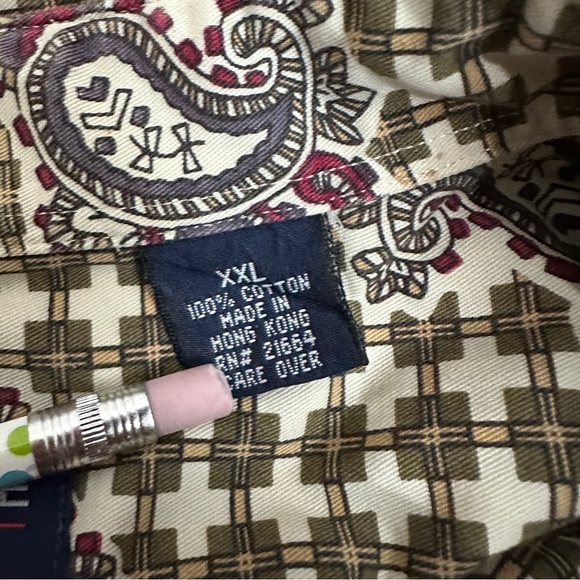 XXL
100% COTTON
MADE IN
HONG KONG
RN# 21664
CARE OVER